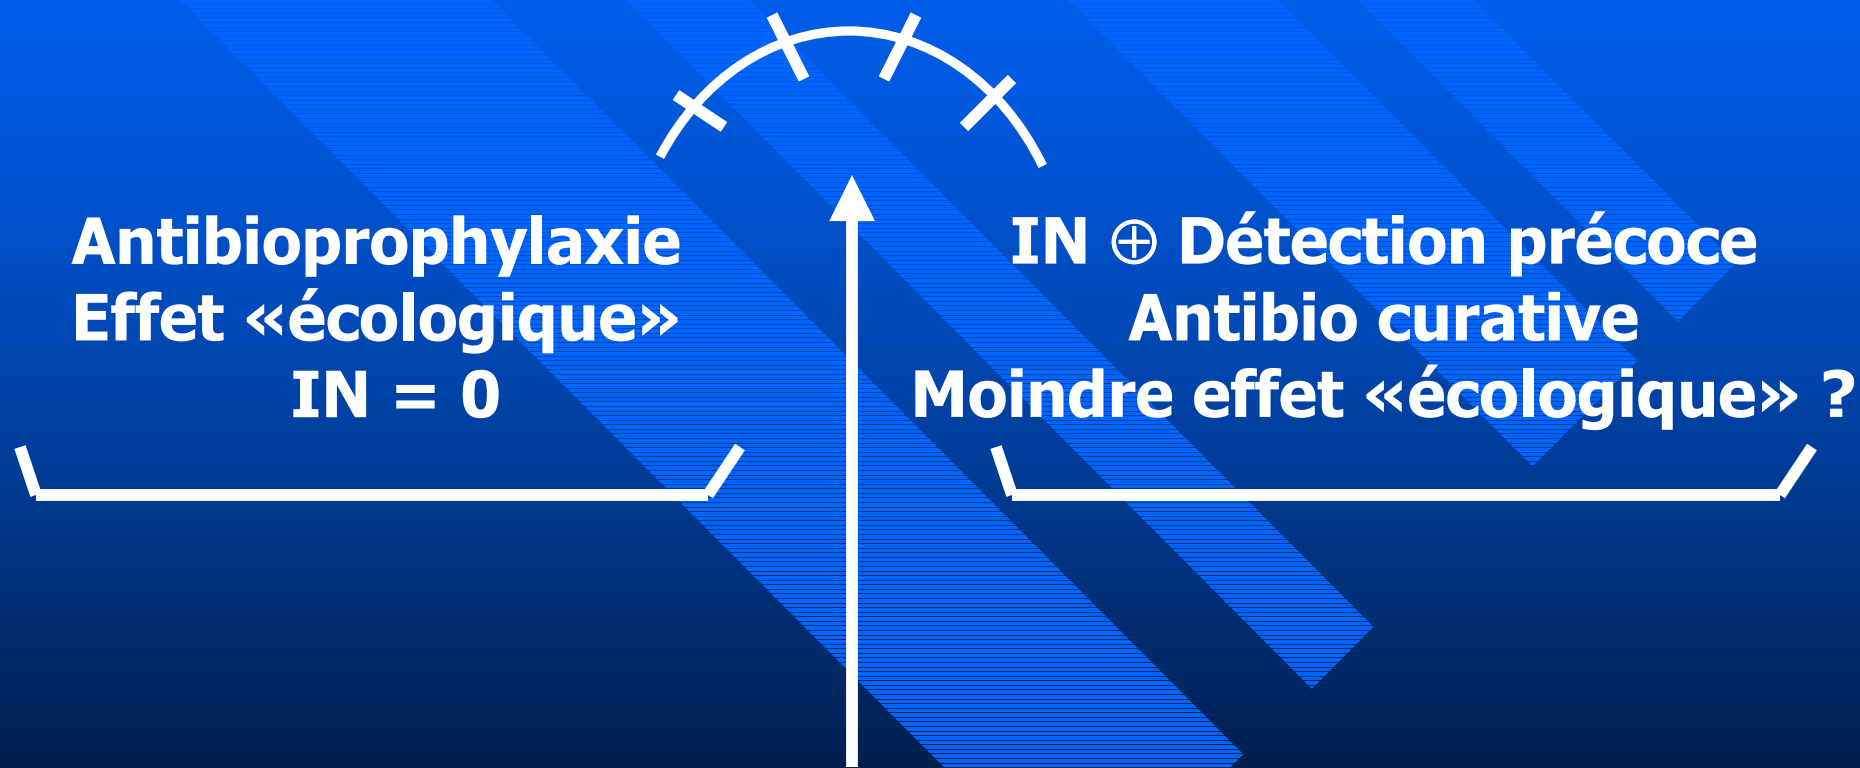 Antibioprophylaxie
Effet «écologique»
IN = 0
IN ⊕ Détection précoce
Antibio curative
Moindre effet «écologique» ?